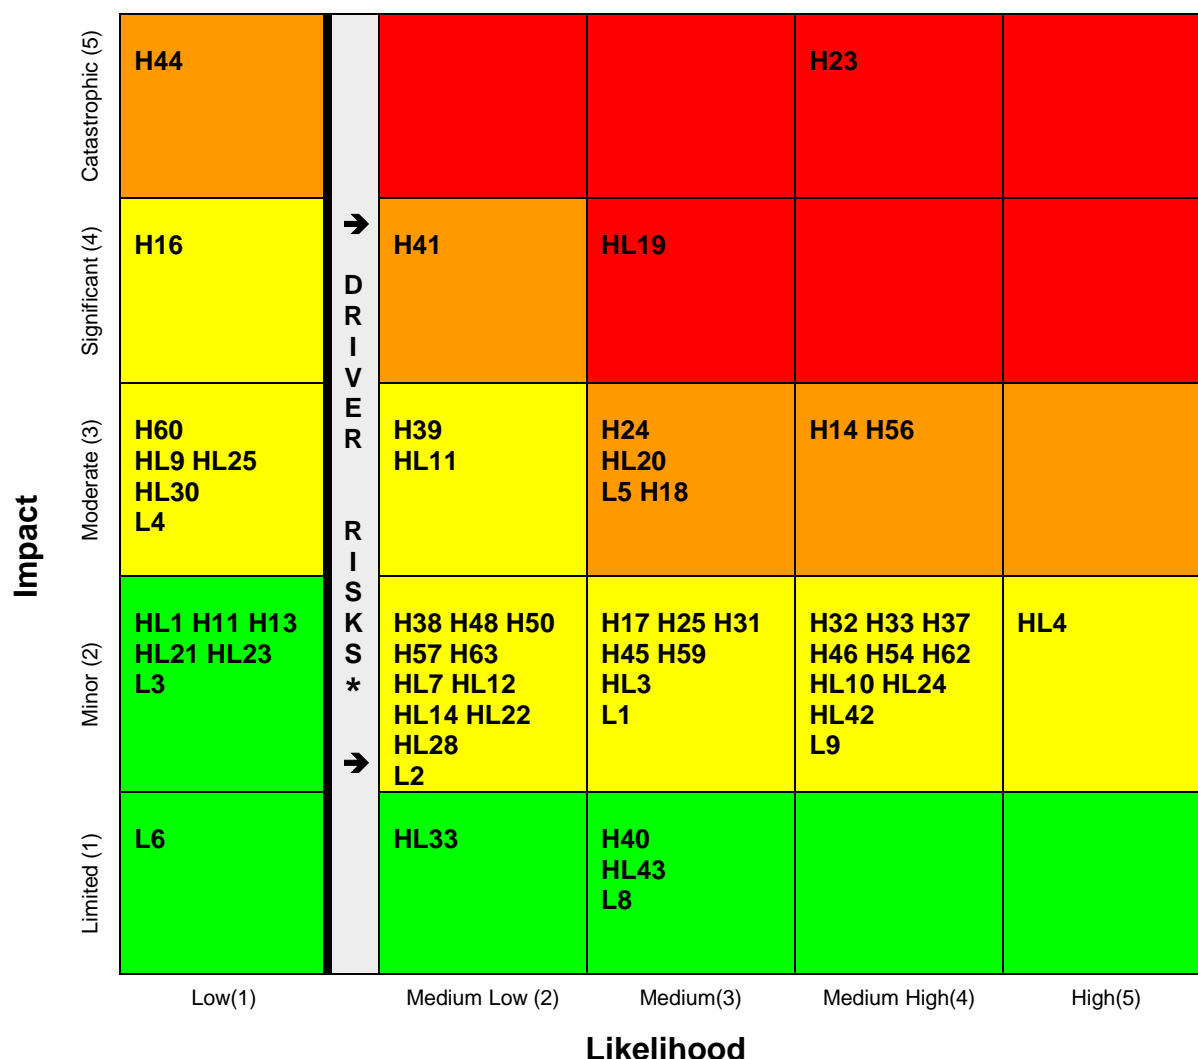 Impact
Catastrophic (5)
H44
H23
Significant (4)
H16
H41
HL19
Moderate (3)
H60
HL9 HL25
HL30
L4
H39
HL11
H24
HL20
L5 H18
H14 H56
Minor (2)
HL1 H11 H13
HL21 HL23
L3
H38 H48 H50
H57 H63
HL7 HL12
HL14 HL22
HL28
L2
H17 H25 H31
H45 H59
HL3
L1
H32 H33 H37
H46 H54 H62
HL10 HL24
HL42
L9
HL4
Limited (1)
L6
HL33
H40
HL43
L8
➔ DRIVER RISKS* ➔
Low(1)
Medium Low (2)
Medium(3)
Medium High(4)
High(5)
Likelihood